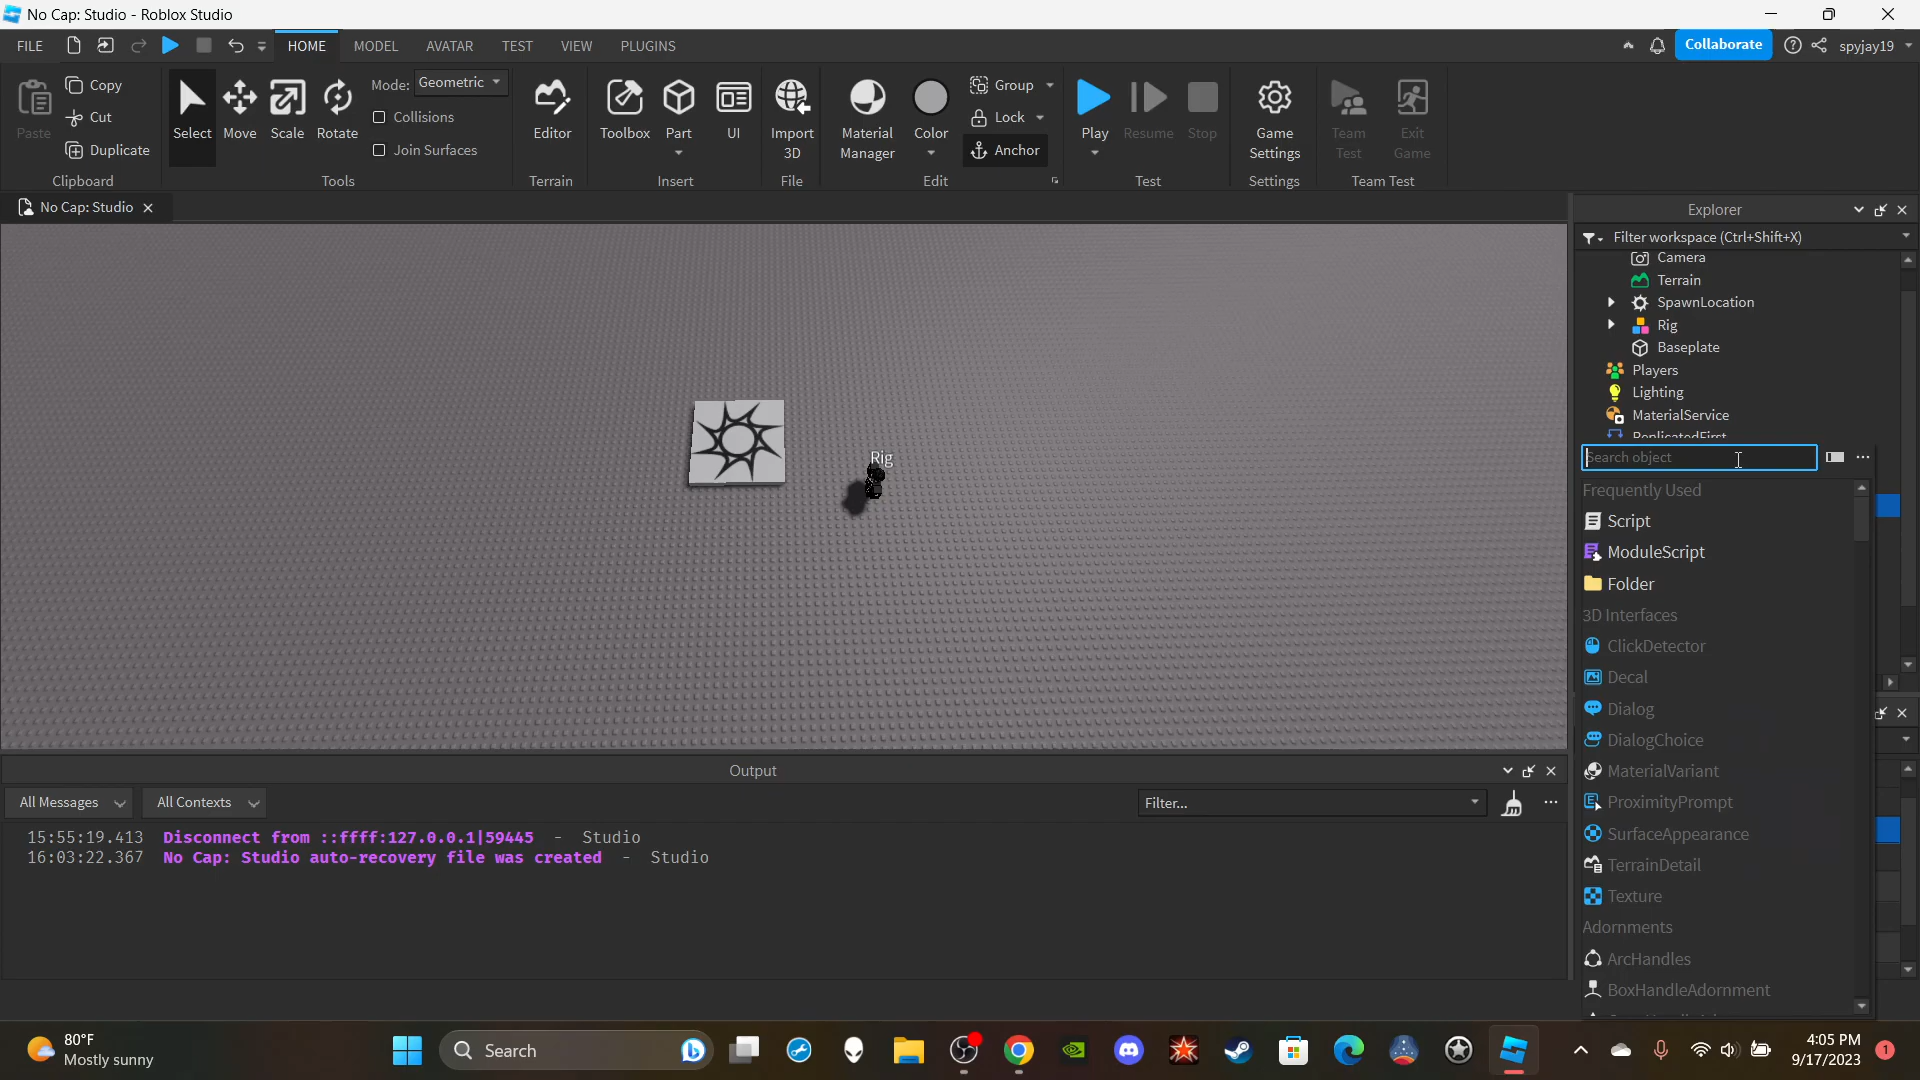 No Cap: Studio - Roblox Studio
FILE HOME MODEL AVATAR TEST VIEW PLUGINS Collaborate spyjay19
Paste Copy Cut Duplicate
Clipboard
Select Move Scale Rotate Mode: Geometric
Collisions
Join Surfaces
Tools
Editor
Terrain
Toolbox Part UI
Insert
Import 3D
File
Material Manager Color Group Lock Anchor
Edit
Play Resume Stop
Test
Game Settings
Settings
Team Test Exit Game
Team Test
No Cap: Studio
Rig
Explorer
Filter workspace (Ctrl+Shift+X)
Camera
Terrain
SpawnLocation
Rig
Baseplate
Players
Lighting
MaterialService
ReplicatedFirst
Search object
Frequently Used
Script
ModuleScript
Folder
3D Interfaces
ClickDetector
Decal
Dialog
DialogChoice
MaterialVariant
ProximityPrompt
SurfaceAppearance
TerrainDetail
Texture
Adornments
ArcHandles
BoxHandleAdornment
Output
All Messages All Contexts Filter...
15:55:19.413 Disconnect from ::ffff:127.0.0.1|59445 - Studio
16:03:22.367 No Cap: Studio auto-recovery file was created - Studio
80°F
Mostly sunny
Search
4:05 PM
9/17/2023
1